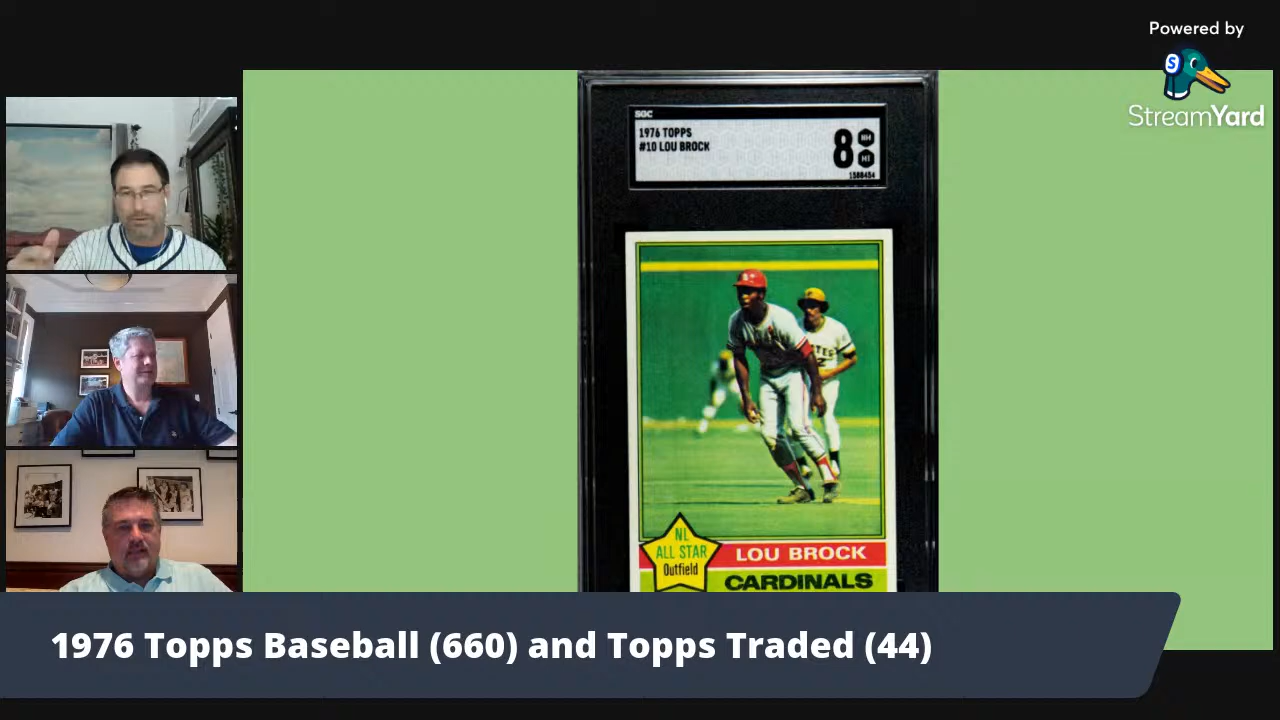 Powered by
StreamYard
SGC
1976 TOPPS
#10 LOU BROCK
8
NM
MT
1588454
NL
ALL STAR
Outfield
LOU BROCK
CARDINALS
1976 Topps Baseball (660) and Topps Traded (44)